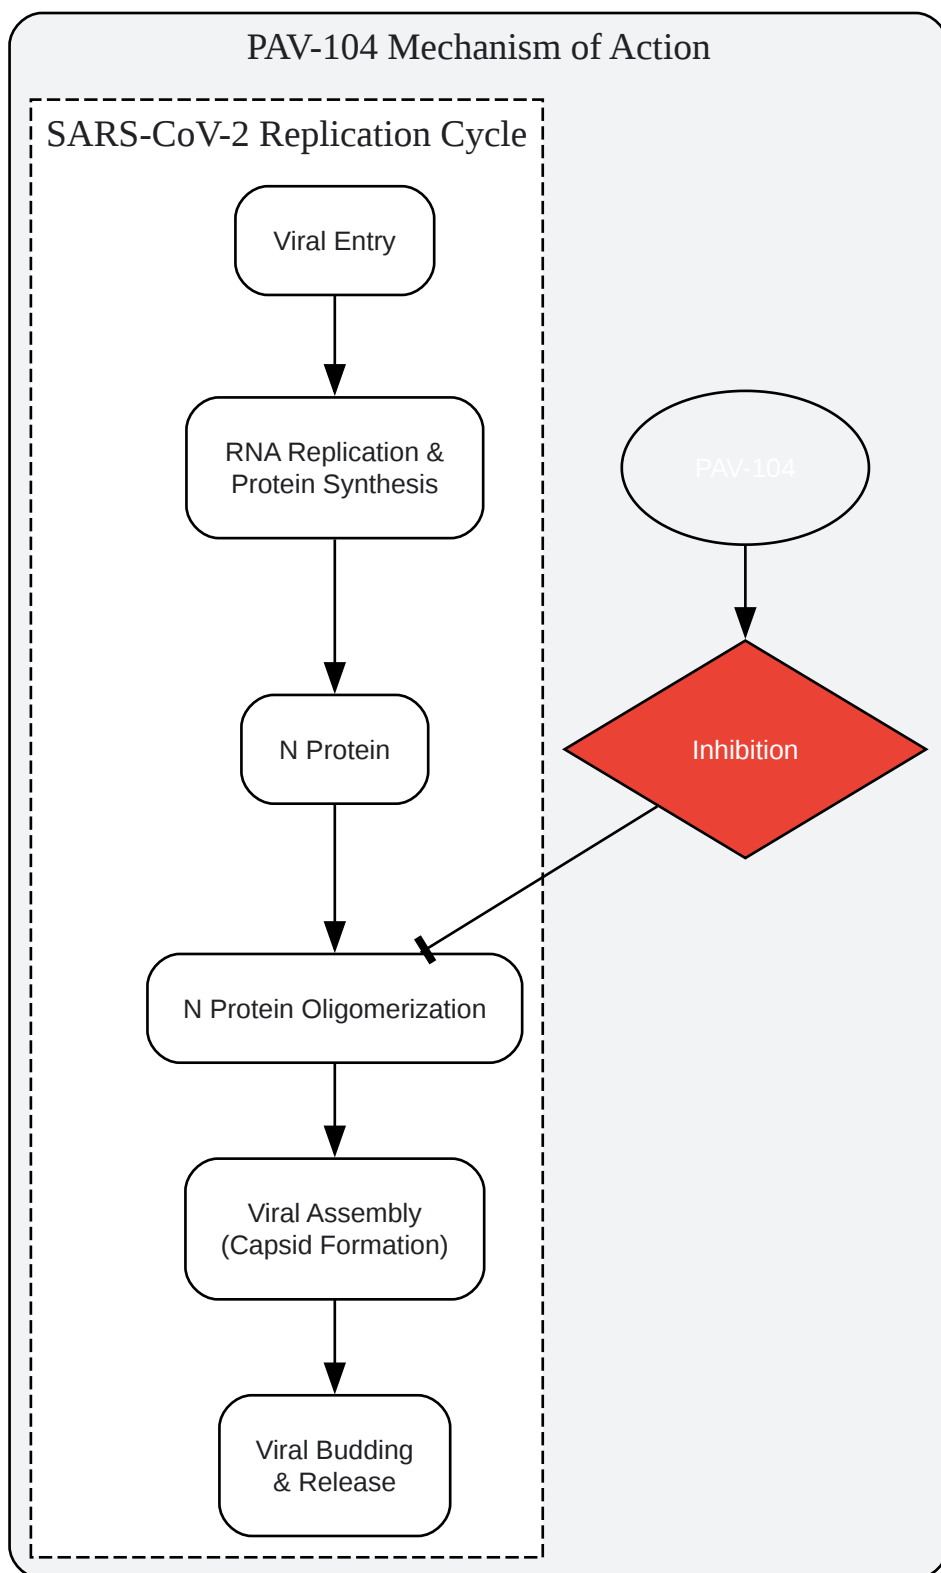 PAV-104 Mechanism of Action
SARS-CoV-2 Replication Cycle
Viral Entry
RNA Replication &
Protein Synthesis
PAV-104
N Protein
Inhibition
N Protein Oligomerization
Viral Assembly
(Capsid Formation)
Viral Budding
& Release